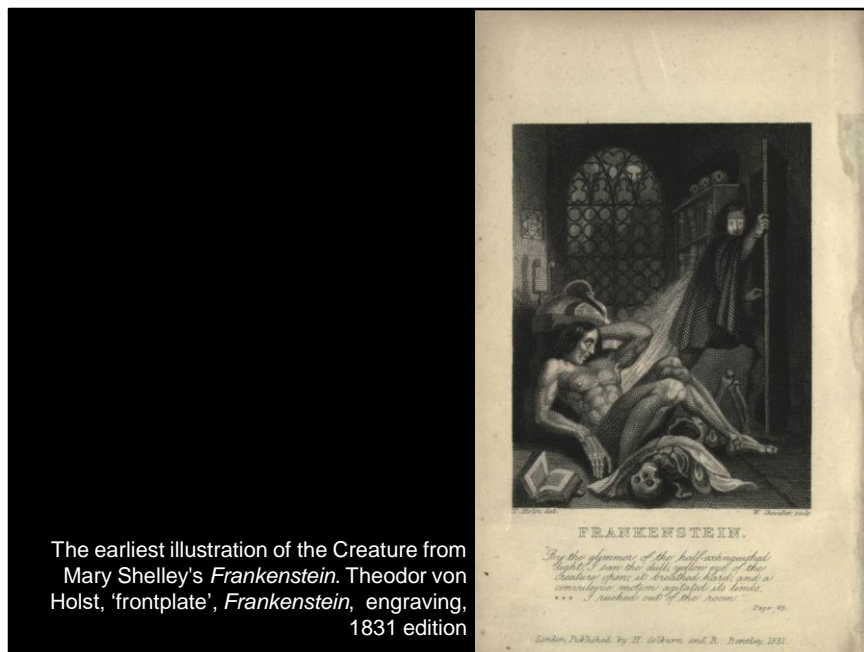 The earliest illustration of the Creature from
Mary Shelley's Frankenstein. Theodor von
Holst, ‘frontplate’, Frankenstein, engraving,
1831 edition
W. Chevalier, sculp
FRANKENSTEIN.
"By the glimmer of the half-extinguished
light, I saw the dull, yellow eye of the
creature open; it breathed hard, and a
convulsive motion agitated its limbs,
*** I rushed out of the room."
Page 43.
London, Published by H. Colburn and R. Bentley, 1831.